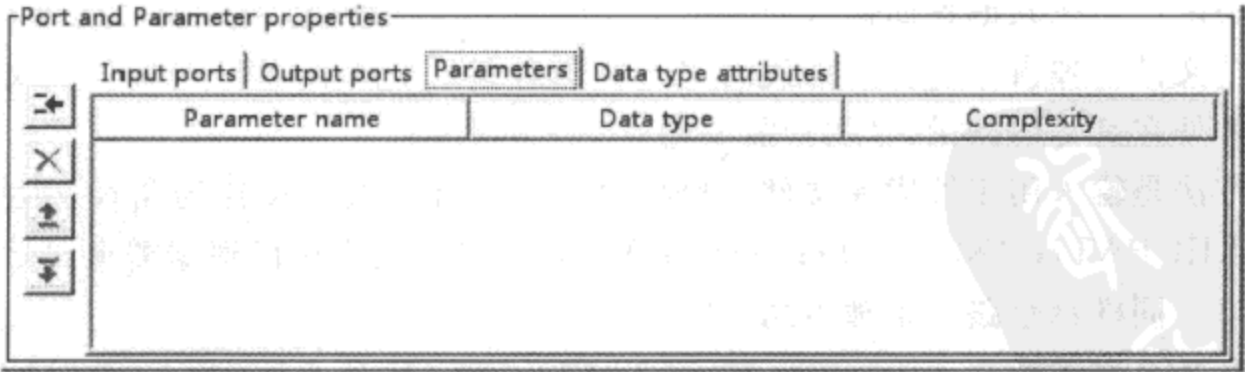 Port and Parameter properties
Input ports Output ports Parameters Data type attributes
Parameter name Data type Complexity